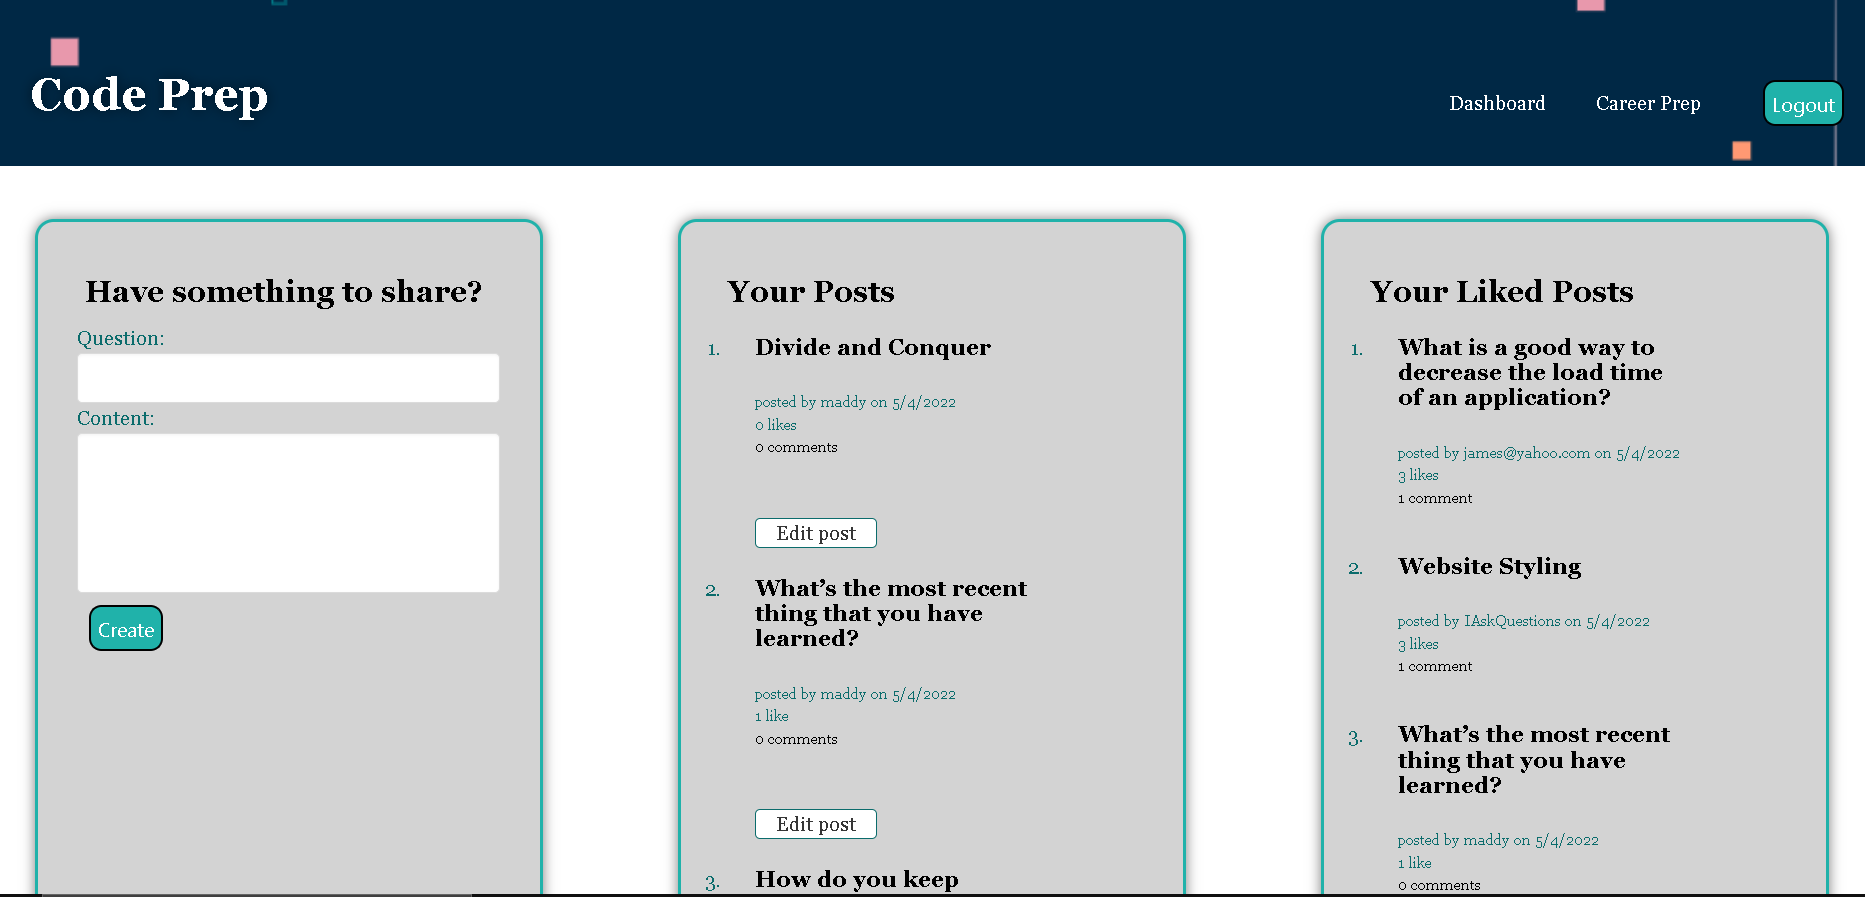 Code Prep
Dashboard
Career Prep
Logout
Have something to share?
Question:
Content:
Create
Your Posts
1. Divide and Conquer
posted by maddy on 5/4/2022
0 likes
0 comments
Edit post
2. What's the most recent
thing that you have
learned?
posted by maddy on 5/4/2022
1 like
0 comments
Edit post
3. How do you keep
Your Liked Posts
1. What is a good way to
decrease the load time
of an application?
posted by james@yahoo.com on 5/4/2022
3 likes
1 comment
2. Website Styling
posted by IAskQuestions on 5/4/2022
3 likes
1 comment
3. What's the most recent
thing that you have
learned?
posted by maddy on 5/4/2022
1 like
0 comments